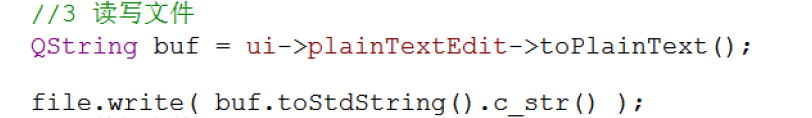 //3 读写文件
QString buf = ui->plainTextEdit->toPlainText();
file.write( buf.toStdString().c_str() );